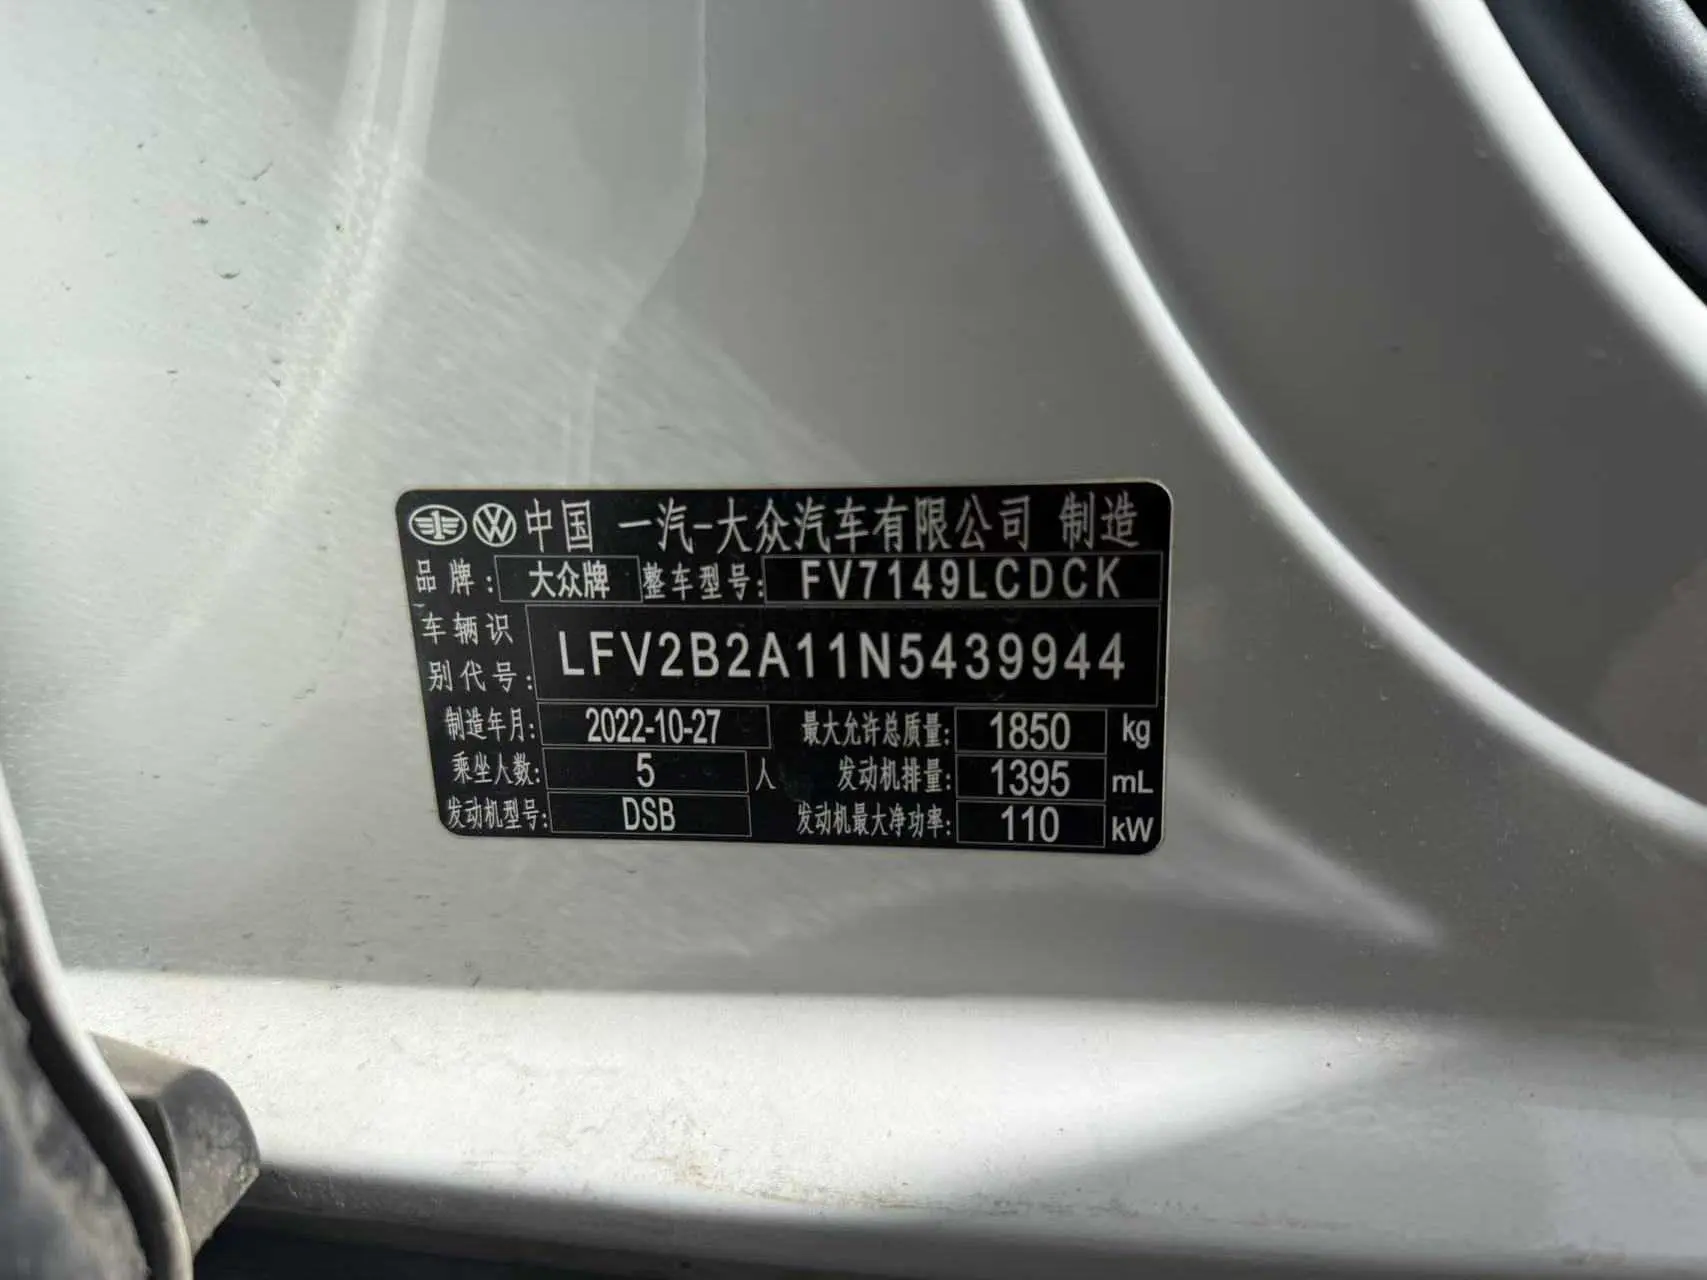 中国 一汽-大众汽车有限公司 制造
品牌: 大众牌 整车型号: FV7149LCDCK
车辆识别代号: LFV2B2A11N5439944
制造年月: 2022-10-27 最大允许总质量: 1850 kg
乘坐人数: 5 人 发动机排量: 1395 mL
发动机型号: DSB 发动机最大净功率: 110 kW